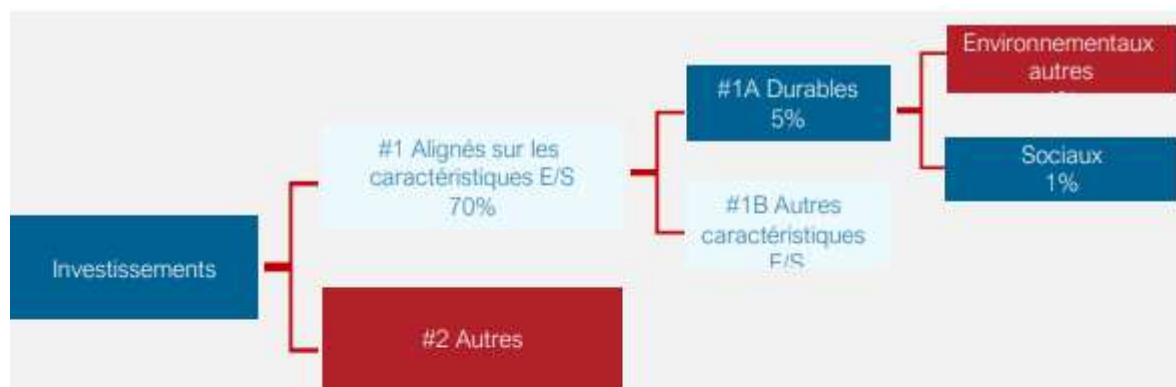 Investissements
#1 Alignés sur les
caractéristiques E/S
70%
#2 Autres
#1A Durables
5%
#1B Autres
caractéristiques
E/S
Environnementaux
autres
Sociaux
1%